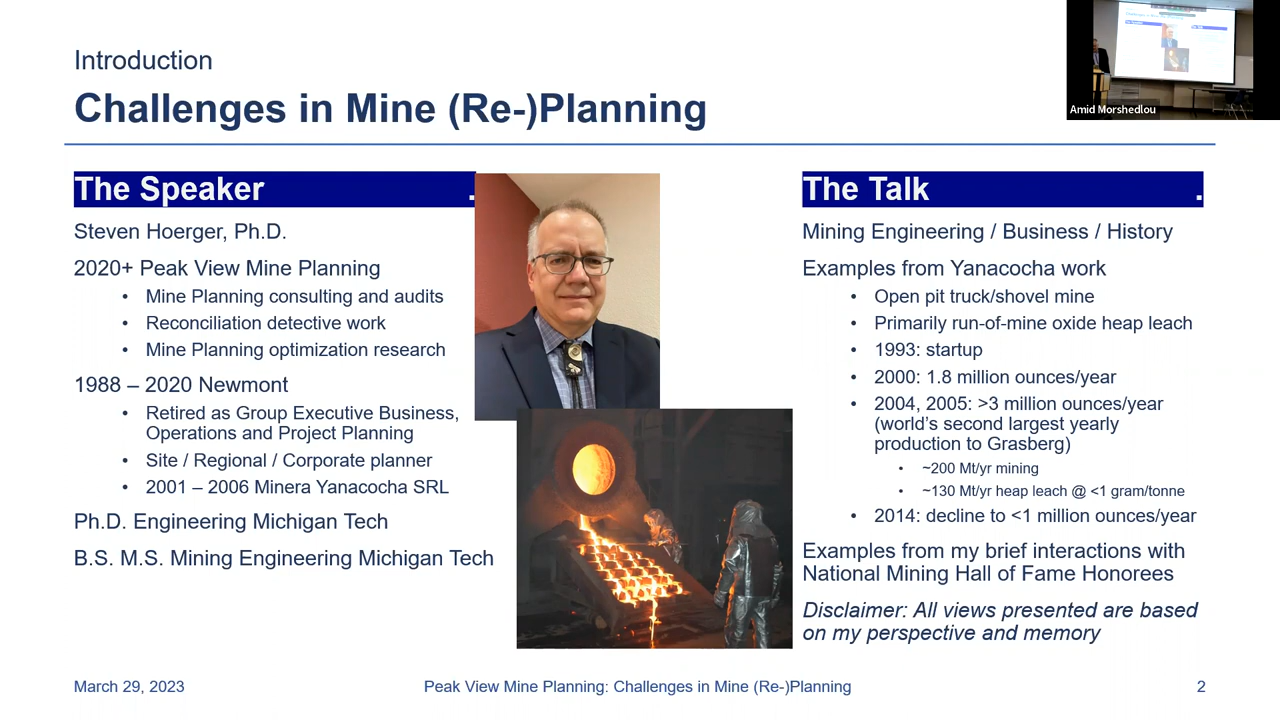 Introduction
Challenges in Mine (Re-)Planning
Amid Morshedlou
The Speaker .
Steven Hoerger, Ph.D.
2020+ Peak View Mine Planning
• Mine Planning consulting and audits
• Reconciliation detective work
• Mine Planning optimization research
1988 – 2020 Newmont
• Retired as Group Executive Business,
Operations and Project Planning
• Site / Regional / Corporate planner
• 2001 – 2006 Minera Yanacocha SRL
Ph.D. Engineering Michigan Tech
B.S. M.S. Mining Engineering Michigan Tech
The Talk .
Mining Engineering / Business / History
Examples from Yanacocha work
• Open pit truck/shovel mine
• Primarily run-of-mine oxide heap leach
• 1993: startup
• 2000: 1.8 million ounces/year
• 2004, 2005: >3 million ounces/year
(world’s second largest yearly
production to Grasberg)
• ~200 Mt/yr mining
• ~130 Mt/yr heap leach @ <1 gram/tonne
• 2014: decline to <1 million ounces/year
Examples from my brief interactions with
National Mining Hall of Fame Honorees
Disclaimer: All views presented are based
on my perspective and memory
March 29, 2023
Peak View Mine Planning: Challenges in Mine (Re-)Planning
2